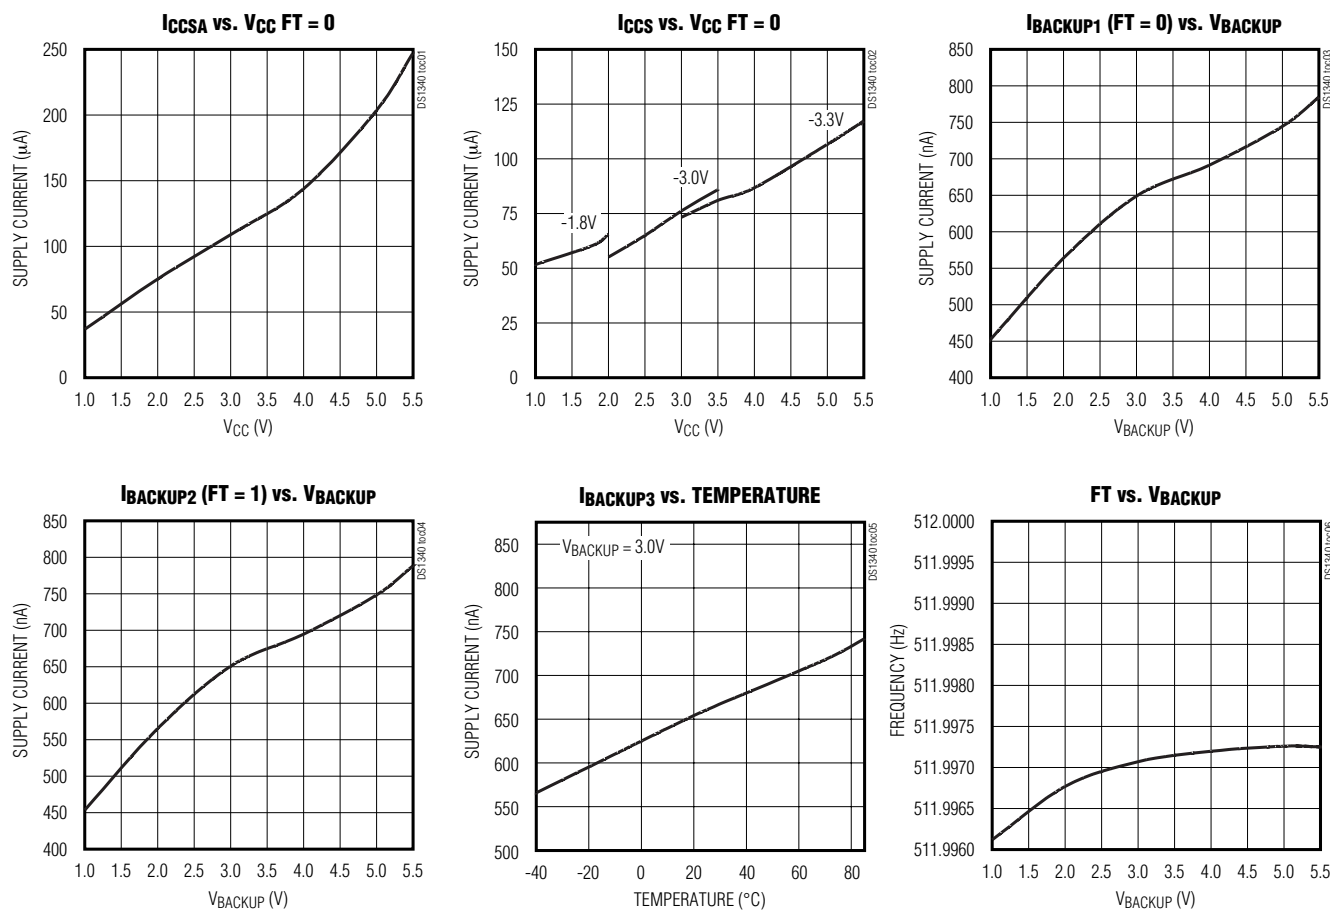 ICCSA vs. VCC FT = 0
250
200
150
100
50
0
1.0 1.5 2.0 2.5 3.0 3.5 4.0 4.5 5.0 5.5
SUPPLY CURRENT (μA)
VCC (V)
DS1340 toc01
ICCS vs. VCC FT = 0
150
125
100
75
50
25
0
1.0 1.5 2.0 2.5 3.0 3.5 4.0 4.5 5.0 5.5
SUPPLY CURRENT (μA)
VCC (V)
-1.8V
-3.0V
-3.3V
DS1340 toc02
IBACKUP1 (FT = 0) vs. VBACKUP
850
800
750
700
650
600
550
500
450
400
1.0 1.5 2.0 2.5 3.0 3.5 4.0 4.5 5.0 5.5
SUPPLY CURRENT (nA)
VBACKUP (V)
DS1340 toc03
IBACKUP2 (FT = 1) vs. VBACKUP
850
800
750
700
650
600
550
500
450
400
1.0 1.5 2.0 2.5 3.0 3.5 4.0 4.5 5.0 5.5
SUPPLY CURRENT (nA)
VBACKUP (V)
DS1340 toc04
IBACKUP3 vs. TEMPERATURE
850
800
750
700
650
600
550
500
-40 -20 0 20 40 60 80
SUPPLY CURRENT (nA)
TEMPERATURE (°C)
VBACKUP = 3.0V
DS1340 toc05
FT vs. VBACKUP
512.0000
511.9995
511.9990
511.9985
511.9980
511.9975
511.9970
511.9965
511.9960
1.0 1.5 2.0 2.5 3.0 3.5 4.0 4.5 5.0 5.5
FREQUENCY (Hz)
VBACKUP (V)
DS1340 toc06